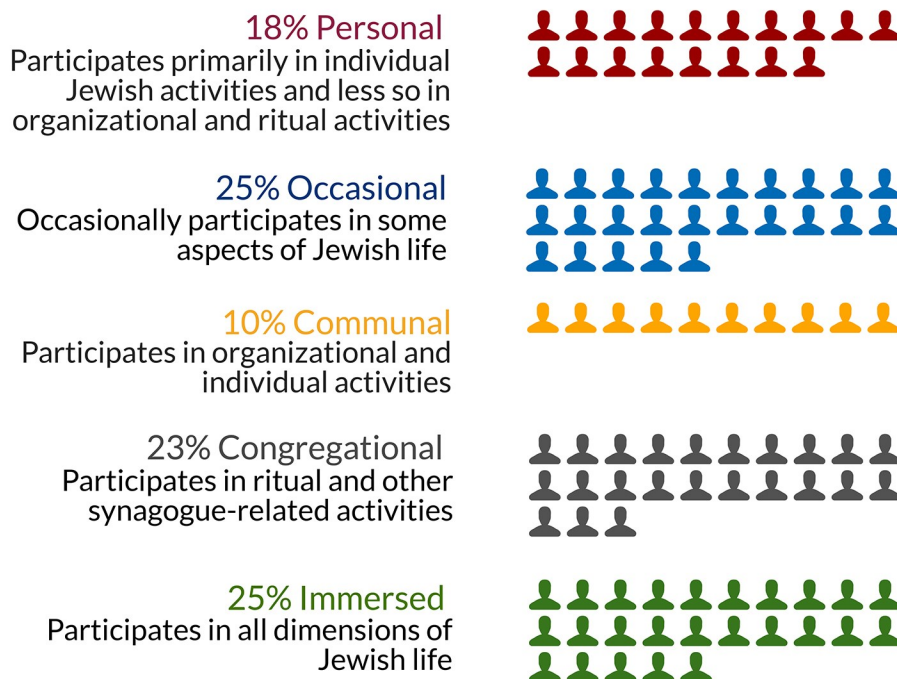 18% Personal
Participates primarily in individual
Jewish activities and less so in
organizational and ritual activities
25% Occasional
Occasionally participates in some
aspects of Jewish life
10% Communal
Participates in organizational and
individual activities
23% Congregational
Participates in ritual and other
synagogue-related activities
25% Immersed
Participates in all dimensions of
Jewish life